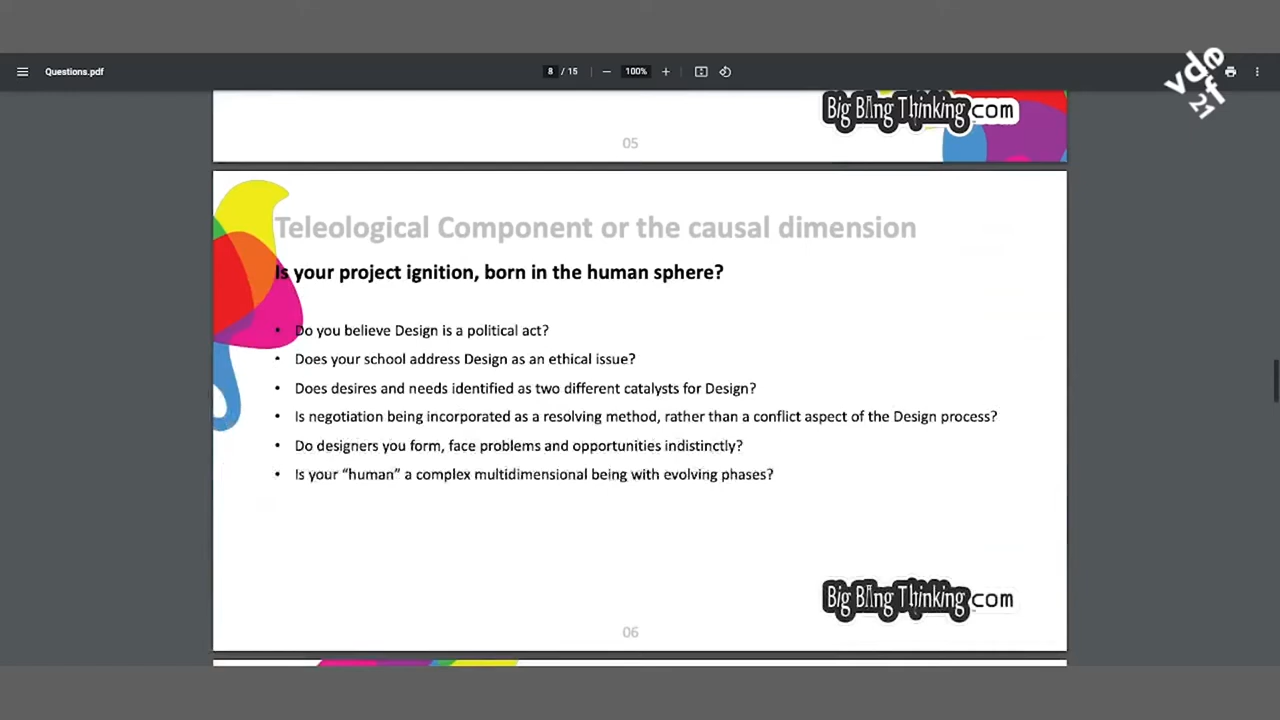 Questions.pdf
8 / 15
100%
vdef
21
Big Bang Thinking.com
05
Teleological Component or the causal dimension
Is your project ignition, born in the human sphere?
• Do you believe Design is a political act?
• Does your school address Design as an ethical issue?
• Does desires and needs identified as two different catalysts for Design?
• Is negotiation being incorporated as a resolving method, rather than a conflict aspect of the Design process?
• Do designers you form, face problems and opportunities indistinctly?
• Is your “human” a complex multidimensional being with evolving phases?
Big Bang Thinking.com
06